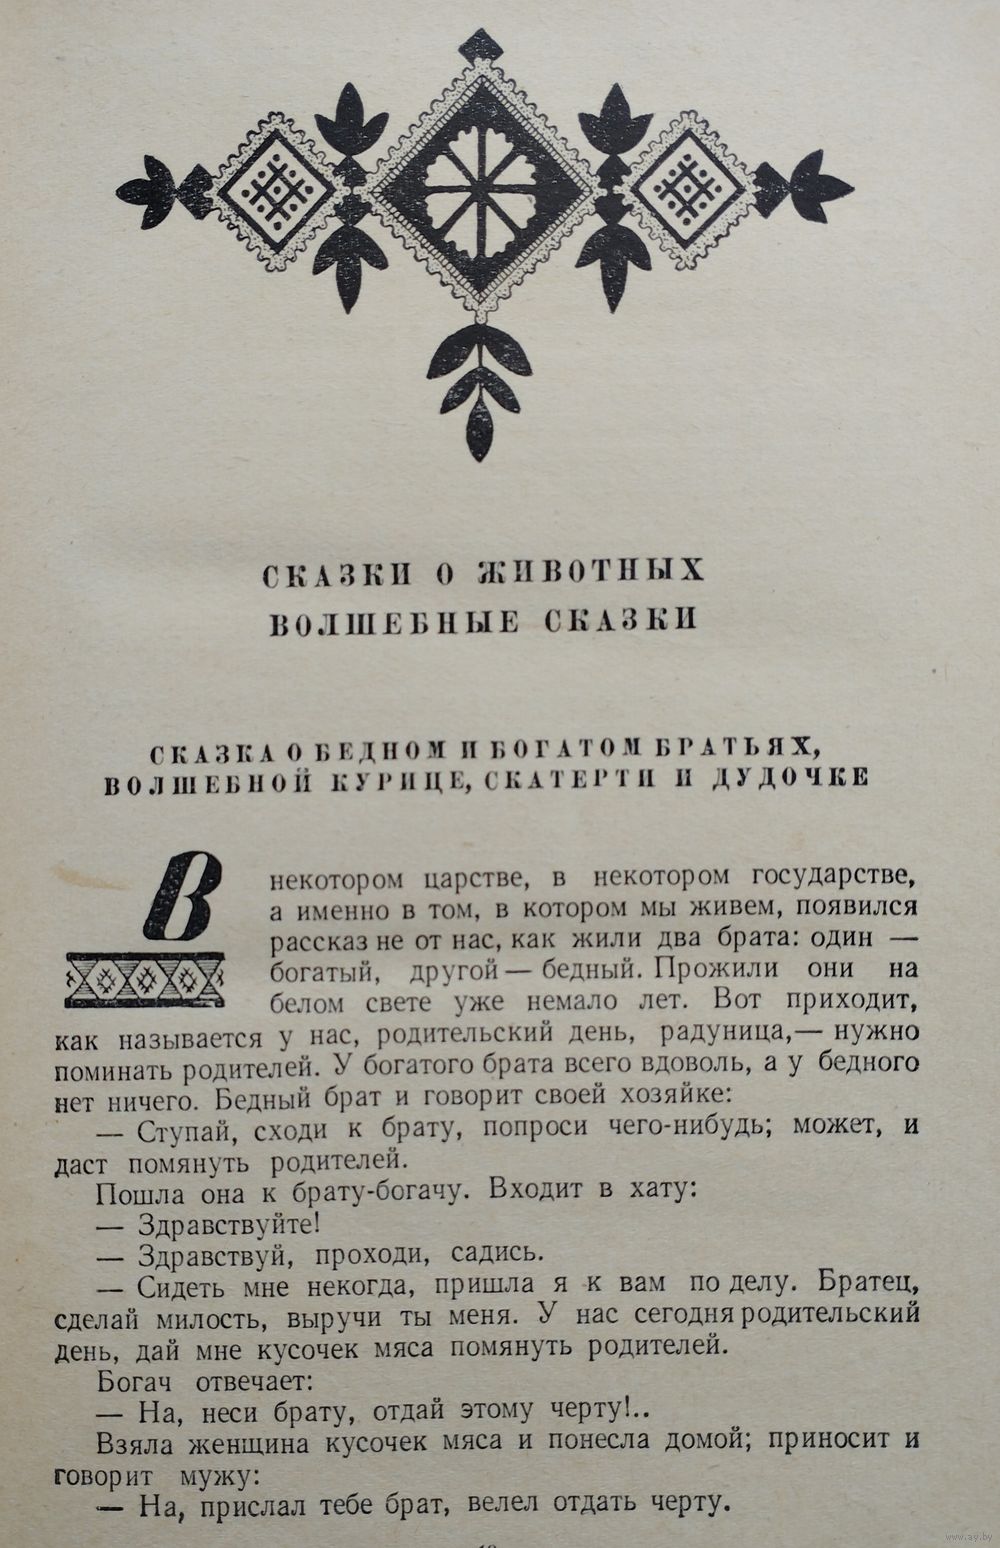 СКАЗКИ О ЖИВОТНЫХ
ВОЛШЕБНЫЕ СКАЗКИ
СКАЗКА О БЕДНОМ И БОГАТОМ БРАТЬЯХ,
ВОЛШЕБНОЙ КУРИЦЕ, СКАТЕРТИ И ДУДОЧКЕ
В некотором царстве, в некотором государстве,
а именно в том, в котором мы живем, появился
рассказ не от нас, как жили два брата: один —
богатый, другой — бедный. Прожили они на
белом свете уже немало лет. Вот приходит,
как называется у нас, родительский день, радуница,— нужно
поминать родителей. У богатого брата всего вдоволь, а у бедного
нет ничего. Бедный брат и говорит своей хозяйке:
— Ступай, сходи к брату, попроси чего-нибудь; может, и
даст помянуть родителей.
Пошла она к брату-богачу. Входит в хату:
— Здравствуйте!
— Здравствуй, проходи, садись.
— Сидеть мне некогда, пришла я к вам по делу. Братец,
сделай милость, выручи ты меня. У нас сегодня родительский
день, дай мне кусочек мяса помянуть родителей.
Богач отвечает:
— На, неси брату, отдай этому черту!..
Взяла женщина кусочек мяса и понесла домой; приносит и
говорит мужу:
— На, прислал тебе брат, велел отдать черту.
www.ay.by